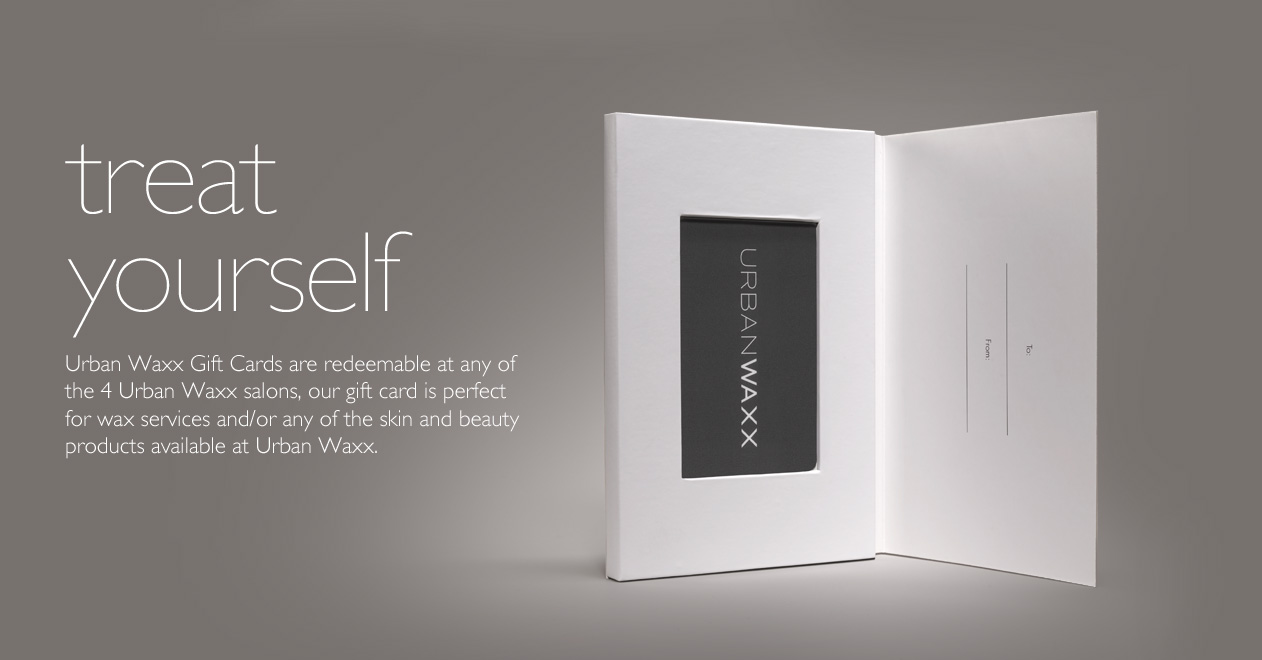 treat
yourself
Urban Waxx Gift Cards are redeemable at any of
the 4 Urban Waxx salons, our gift card is perfect
for wax services and/or any of the skin and beauty
products available at Urban Waxx.
URBANWAXX
To:
From: